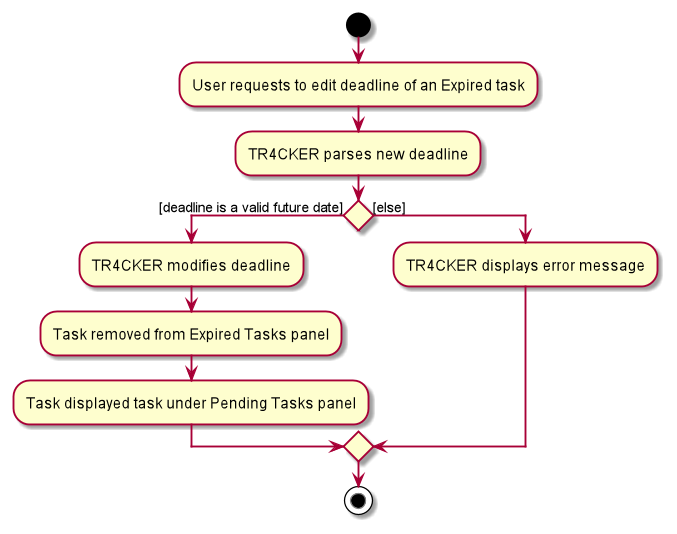 User requests to edit deadline of an Expired task
TR4CKER parses new deadline
[deadline is a valid future date]
[else]
TR4CKER modifies deadline
TR4CKER displays error message
Task removed from Expired Tasks panel
Task displayed task under Pending Tasks panel